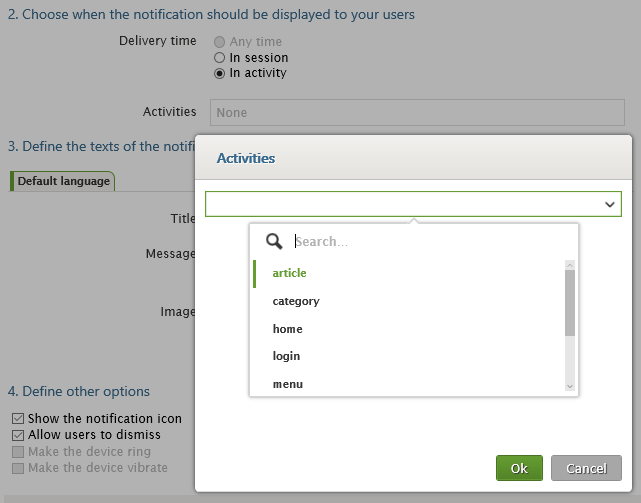 2. Choose when the notification should be displayed to your users
Delivery time
Any time
In session
In activity
Activities
None
3. Define the texts of the notifi
Default language
Title
Message
Image
Activities
Search...
article
category
home
login
menu
Ok
Cancel
4. Define other options
Show the notification icon
Allow users to dismiss
Make the device ring
Make the device vibrate